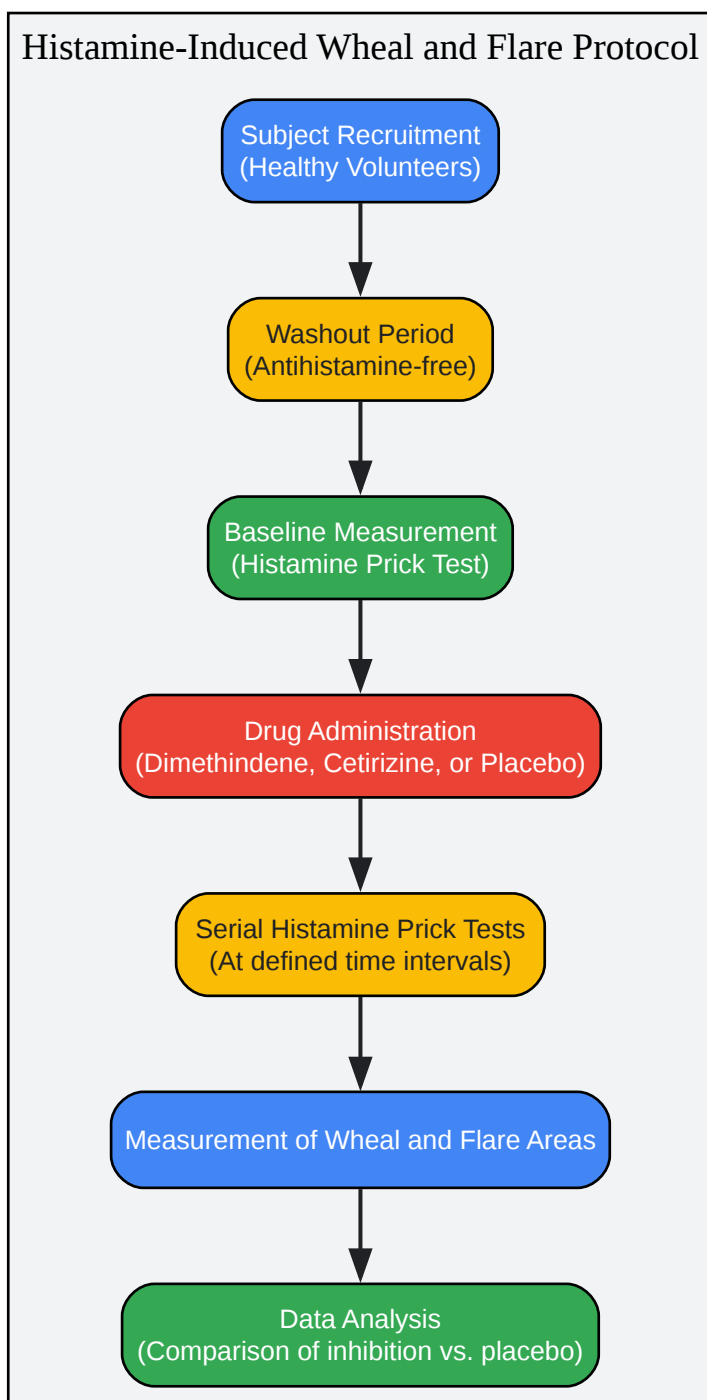 Histamine-Induced Wheal and Flare Protocol
Subject Recruitment
(Healthy Volunteers)
Washout Period
(Antihistamine-free)
Baseline Measurement
(Histamine Prick Test)
Drug Administration
(Dimethindene, Cetirizine, or Placebo)
Serial Histamine Prick Tests
(At defined time intervals)
Measurement of Wheal and Flare Areas
Data Analysis
(Comparison of inhibition vs. placebo)